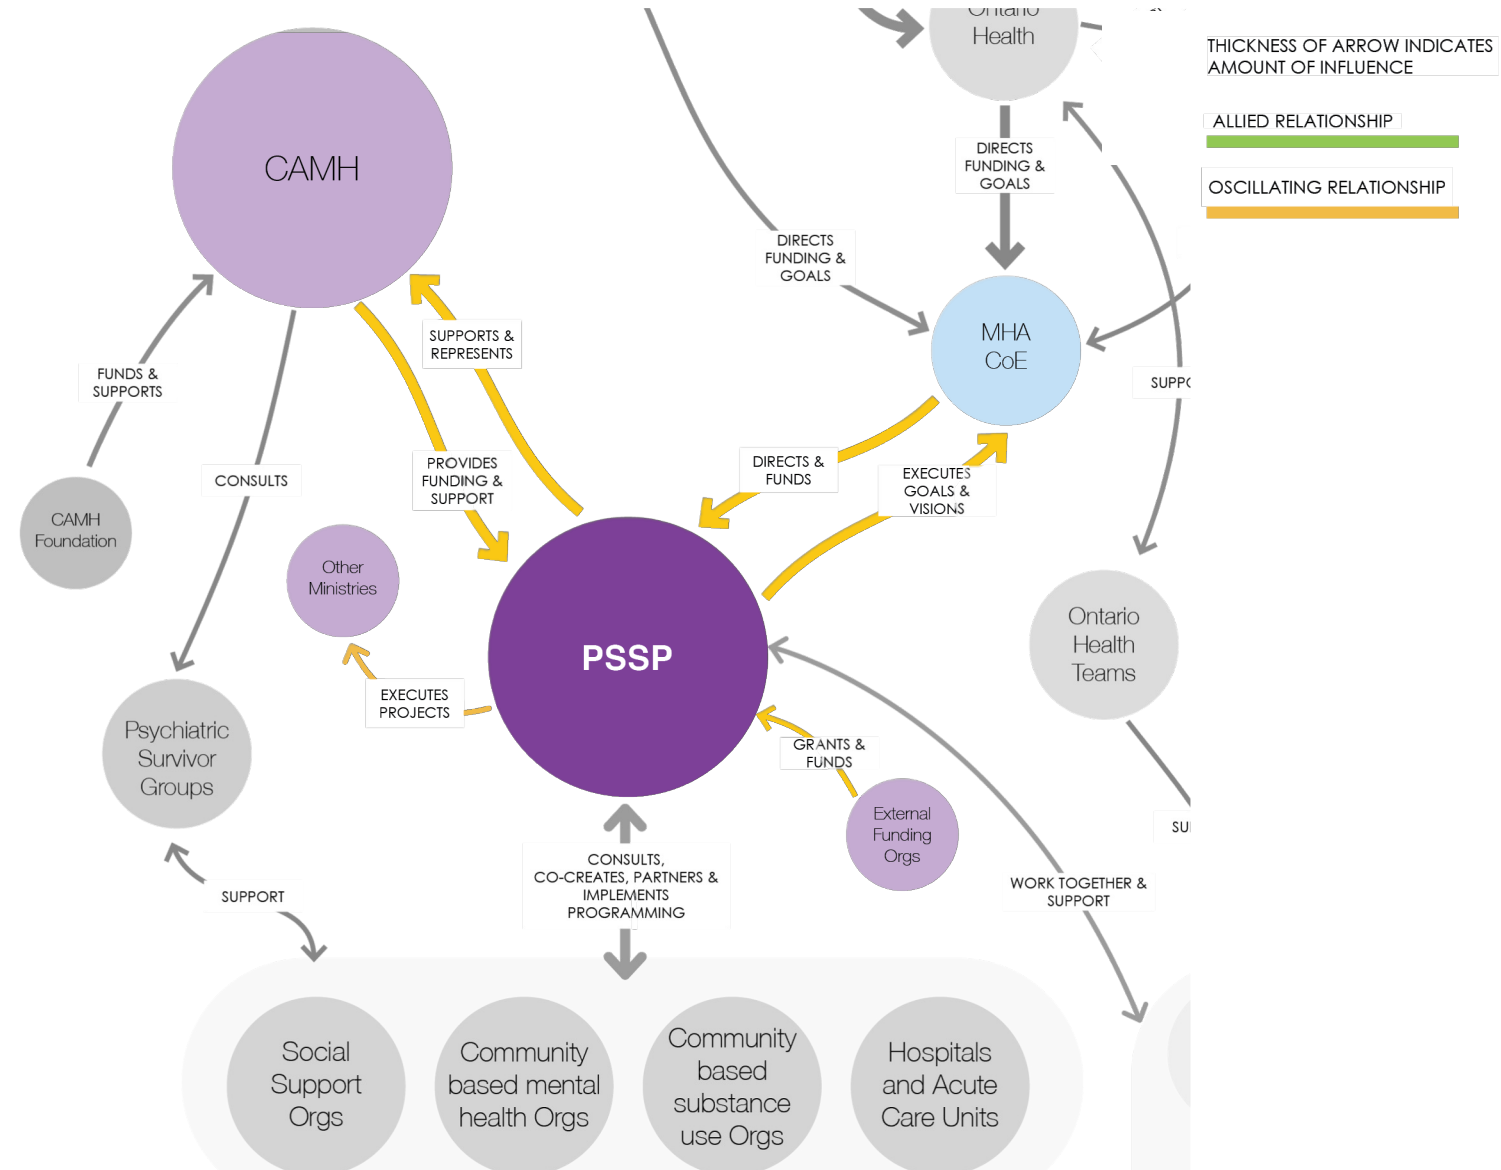 Ontario
Health
THICKNESS OF ARROW INDICATES
AMOUNT OF INFLUENCE
ALLIED RELATIONSHIP
OSCILLATING RELATIONSHIP
CAMH
DIRECTS
FUNDING &
GOALS
DIRECTS
FUNDING &
GOALS
MHA
CoE
SUPPORTS &
REPRESENTS
FUNDS &
SUPPORTS
CONSULTS
PROVIDES
FUNDING &
SUPPORT
DIRECTS &
FUNDS
EXECUTES
GOALS &
VISIONS
CAMH
Foundation
Other
Ministries
PSSP
Ontario
Health
Teams
EXECUTES
PROJECTS
Psychiatric
Survivor
Groups
GRANTS &
FUNDS
External
Funding
Orgs
SUPPORT
CONSULTS,
CO-CREATES, PARTNERS &
IMPLEMENTS
PROGRAMMING
WORK TOGETHER &
SUPPORT
Social
Support
Orgs
Community
based mental
health Orgs
Community
based
substance
use Orgs
Hospitals
and Acute
Care Units